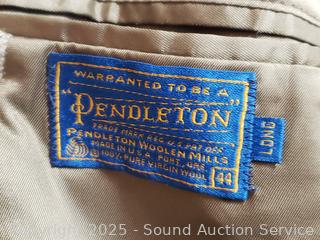 WARRANTED TO BE A
"PENDLETON"
TRADE MARK REG. U.S. PAT. OFF.
PENDLETON WOOLEN MILLS
MADE IN U.S.A. PORT. ORE.
100% PURE VIRGIN WOOL
44
LONG
Copyright © 2025 - Sound Auction Service